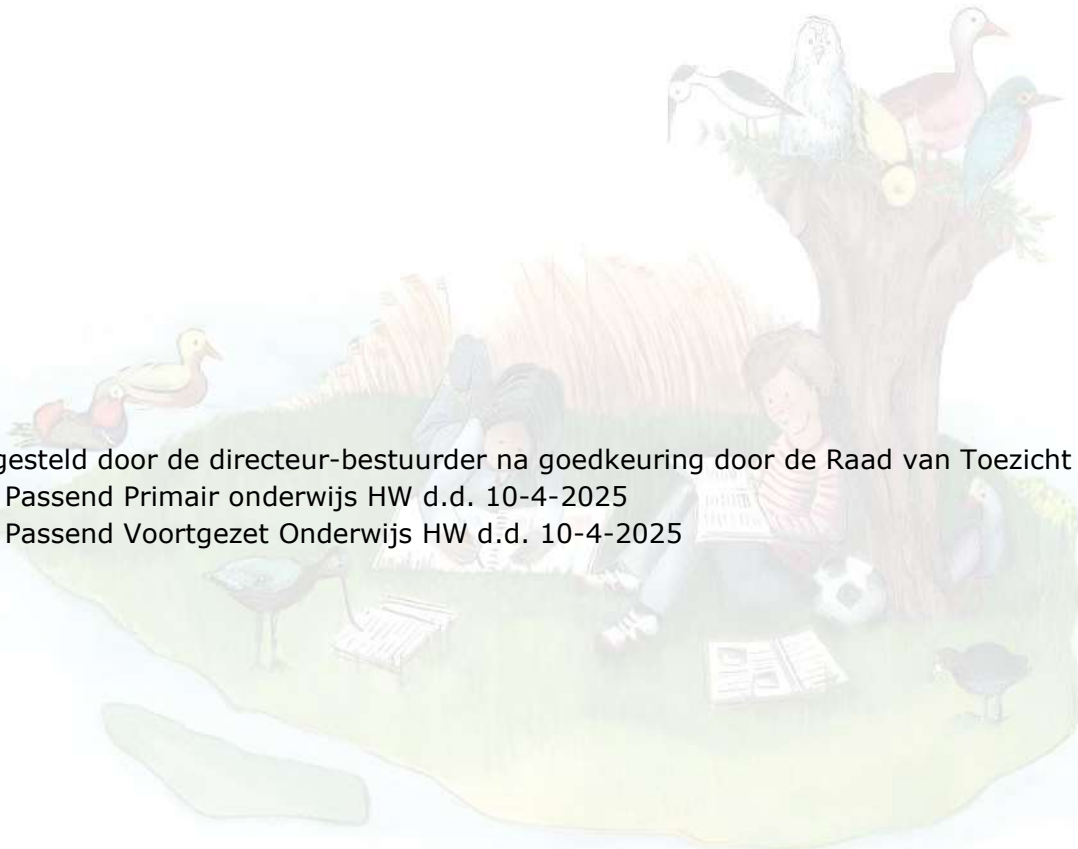 gesteld door de directeur-bestuurder na goedkeuring door de Raad van Toezicht
Passend Primair onderwijs HW d.d. 10-4-2025
Passend Voortgezet Onderwijs HW d.d. 10-4-2025